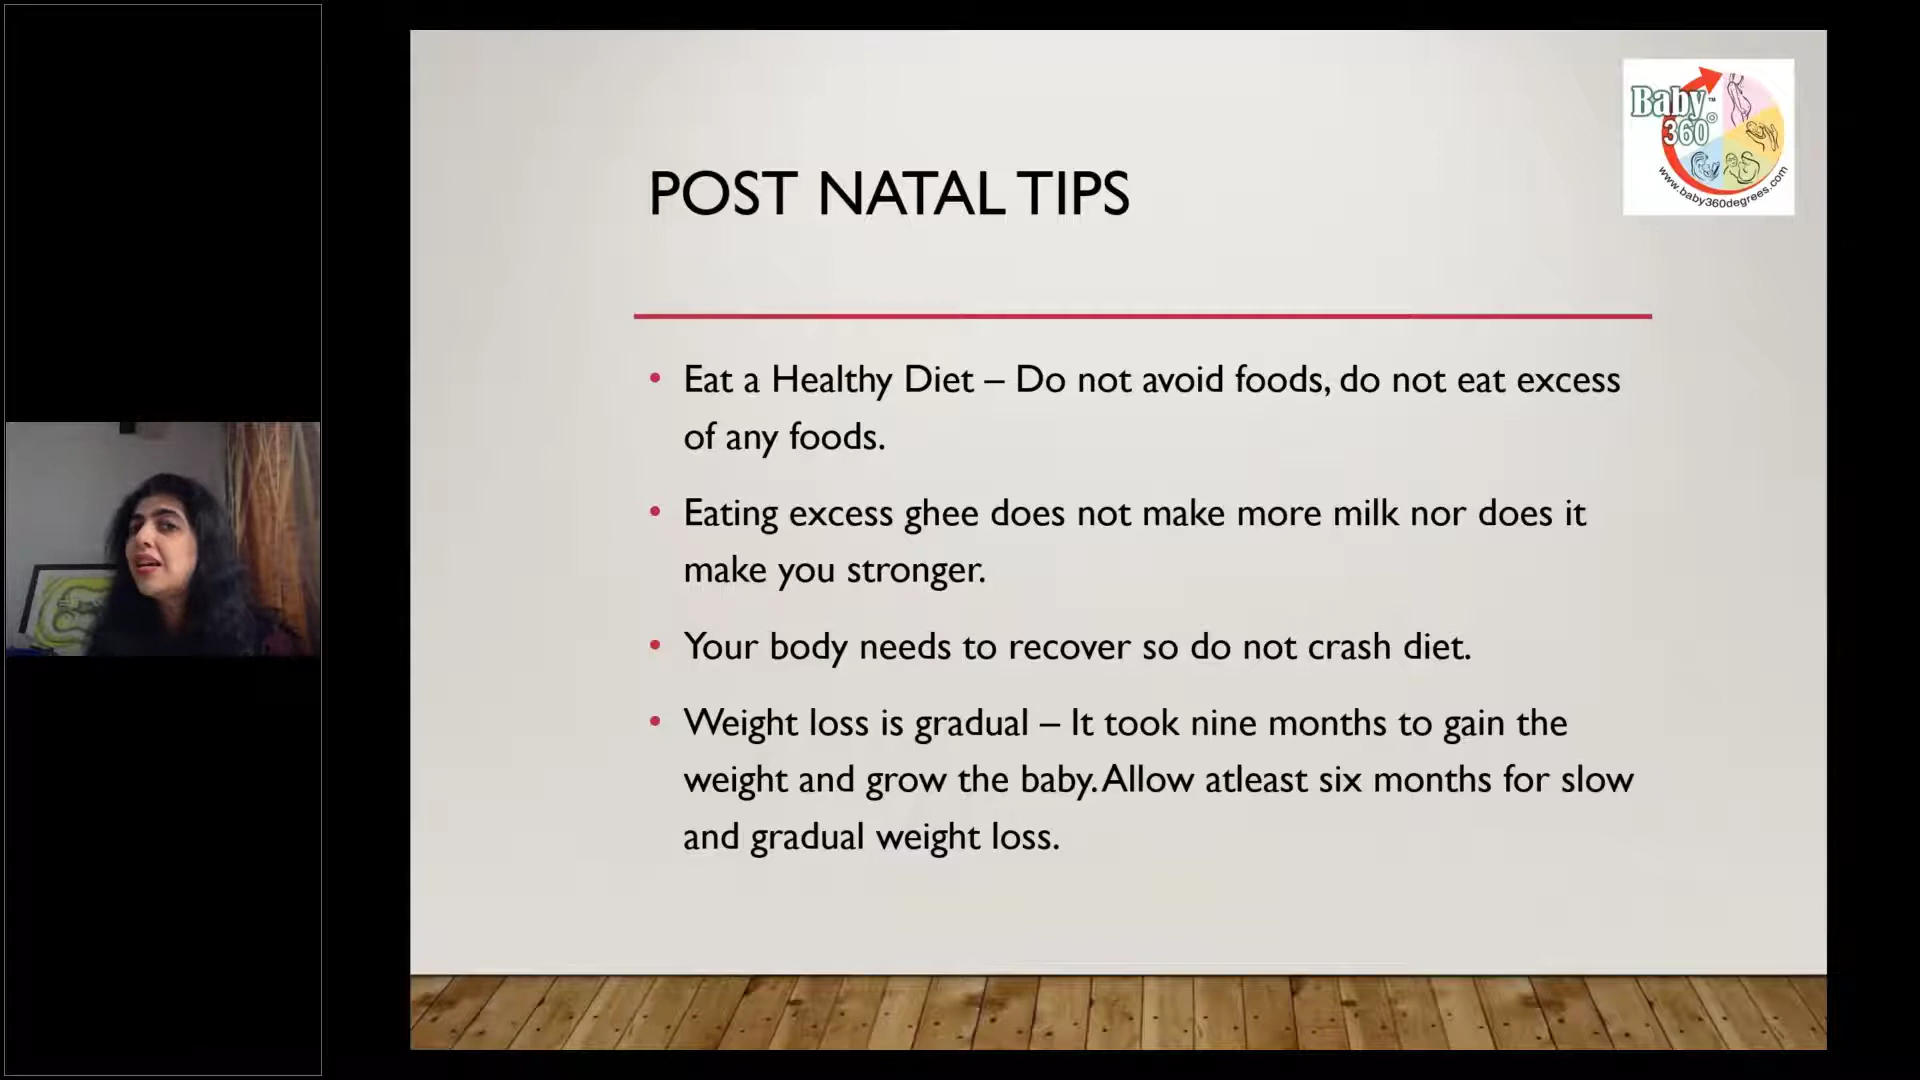 Baby™
360°
www.baby360degrees.com
POST NATAL TIPS
• Eat a Healthy Diet – Do not avoid foods, do not eat excess
of any foods.
• Eating excess ghee does not make more milk nor does it
make you stronger.
• Your body needs to recover so do not crash diet.
• Weight loss is gradual – It took nine months to gain the
weight and grow the baby. Allow atleast six months for slow
and gradual weight loss.